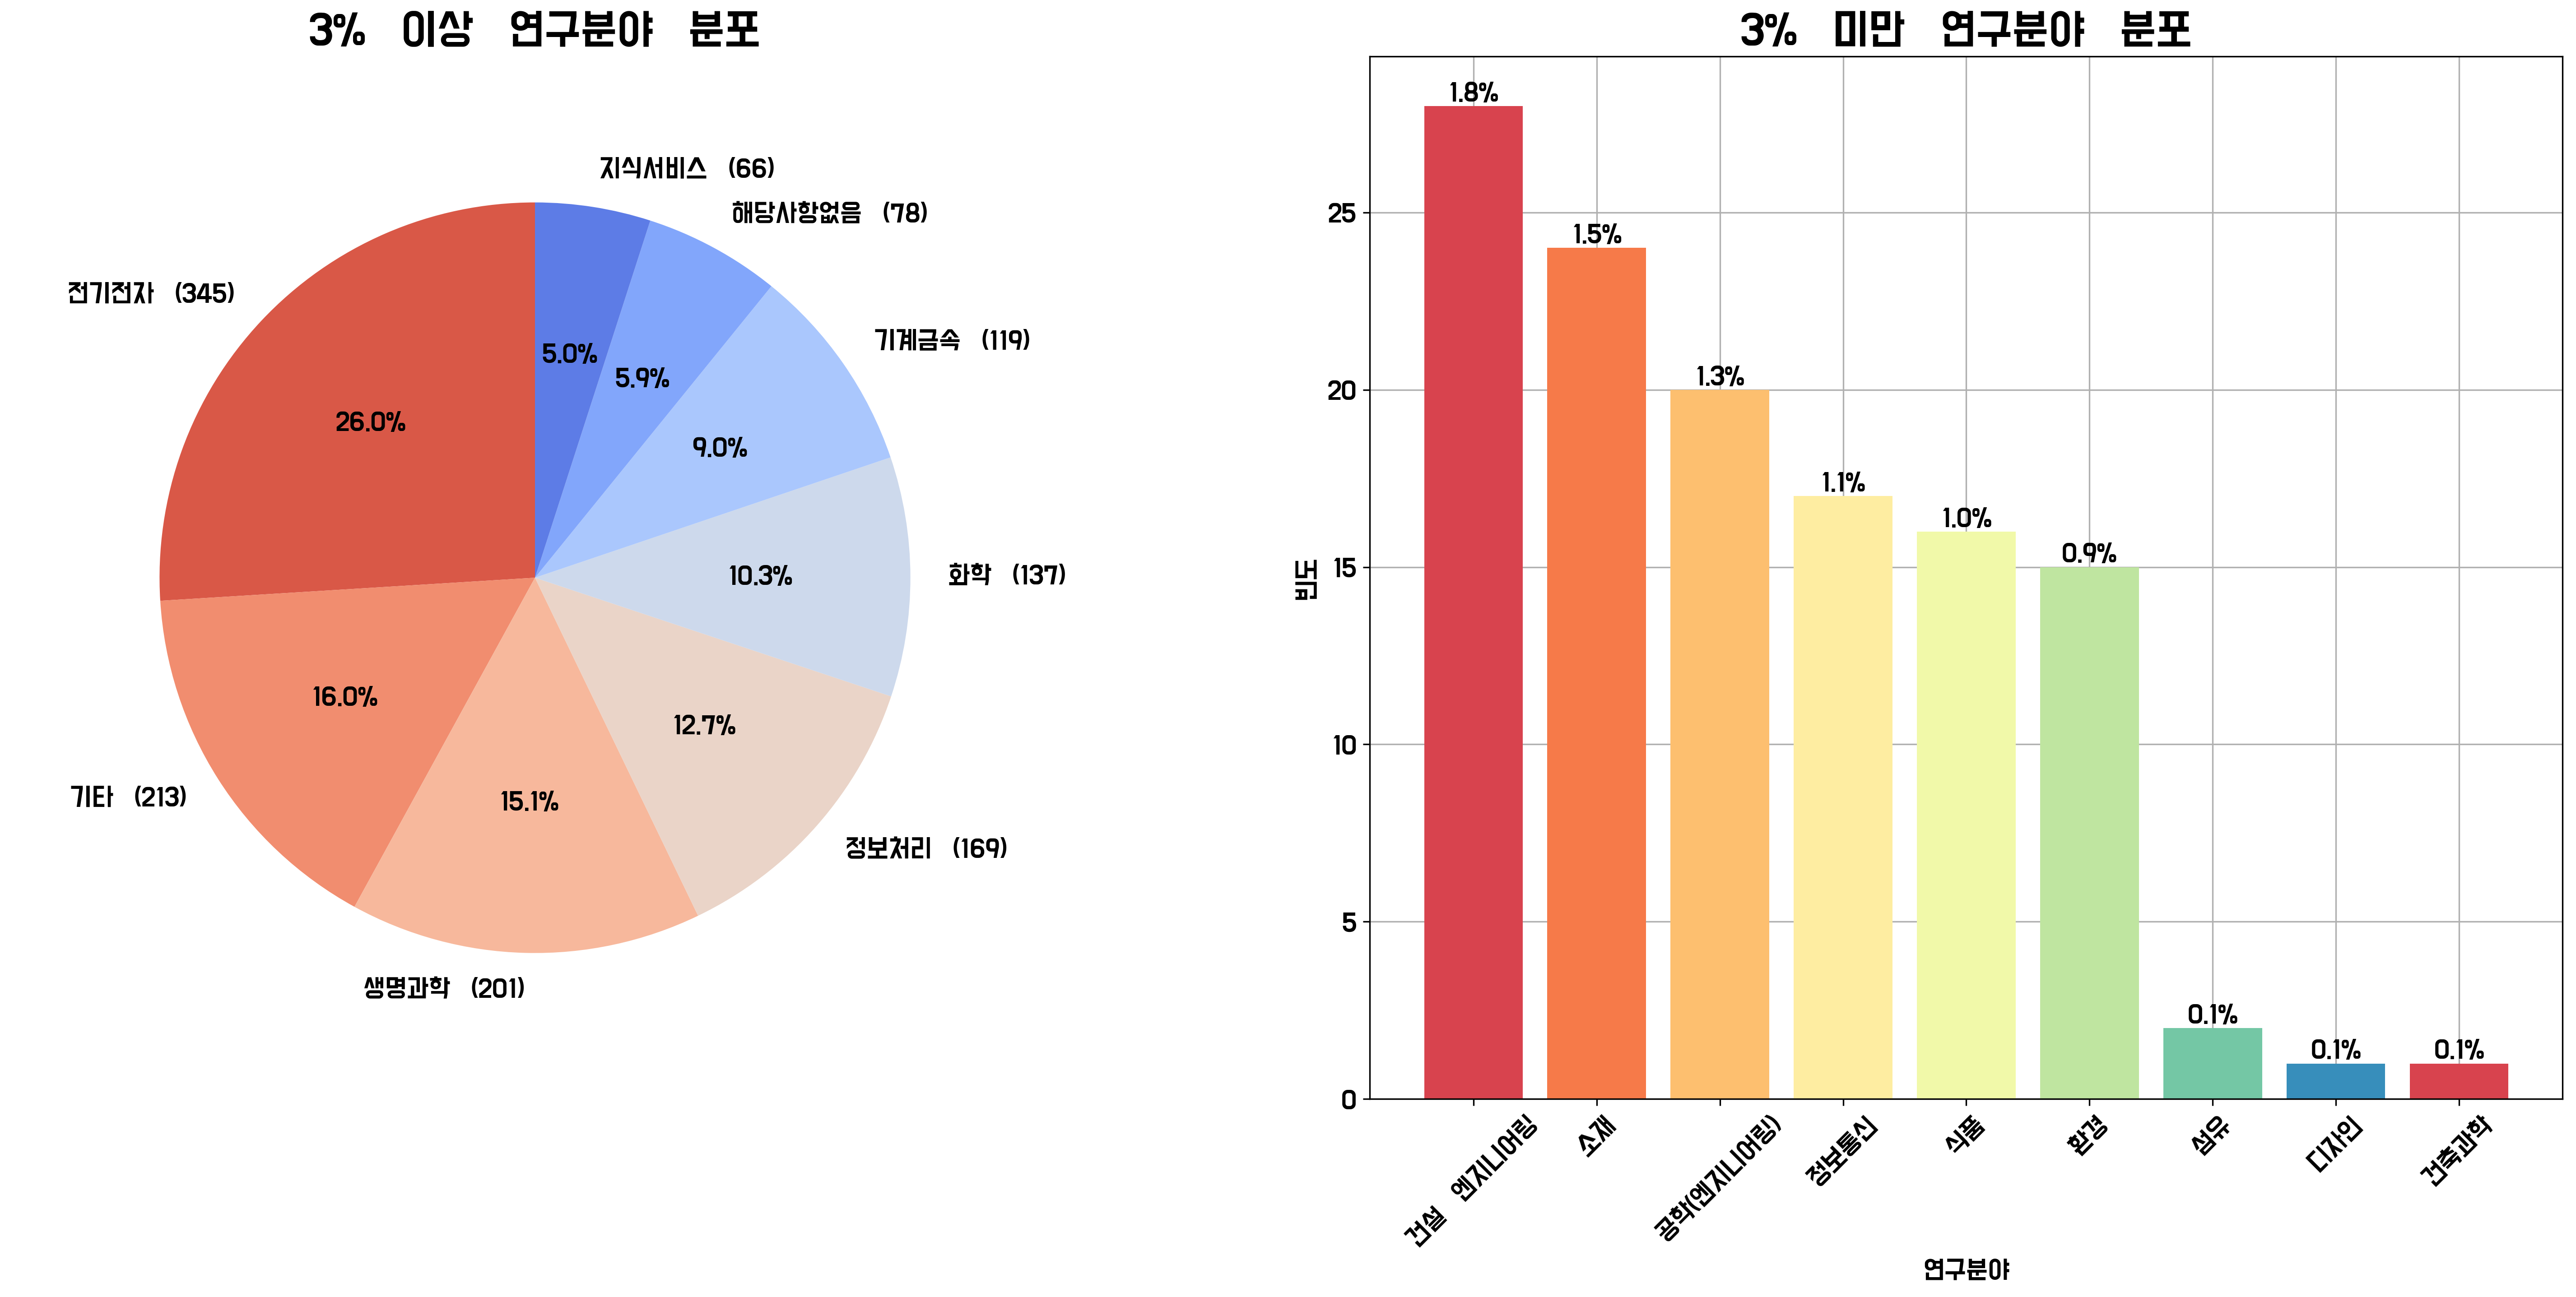 3% 이상 연구분야 분포
지식서비스 (66)
해당사항없음 (78)
전기전자 (345)
기계금속 (119)
5.0%
5.9%
26.0%
9.0%
10.3%
화학 (137)
16.0%
12.7%
15.1%
기타 (213)
정보처리 (169)
생명과학 (201)
3% 미만 연구분야 분포
1.8%
1.5%
1.3%
1.1%
1.0%
0.9%
0.1%
0.1%
0.1%
25
20
15
10
5
0
빈도
건설 엔지니어링
소재
공학(엔지니어링)
정보통신
식품
환경
섬유
디자인
건축과학
연구분야